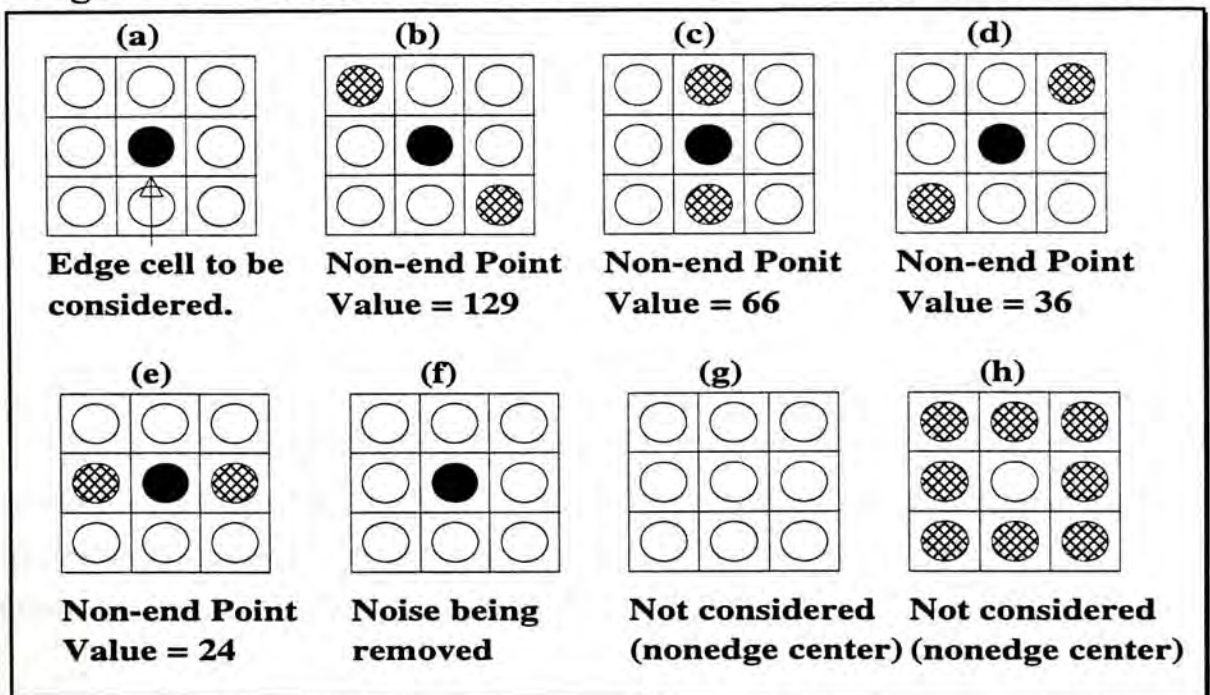 (a) (b) (c) (d)
Edge cell to be Non-end Point Non-end Ponit Non-end Point
considered. Value = 129 Value = 66 Value = 36
(e) (f) (g) (h)
Non-end Point Noise being Not considered Not considered
Value = 24 removed (nonedge center) (nonedge center)